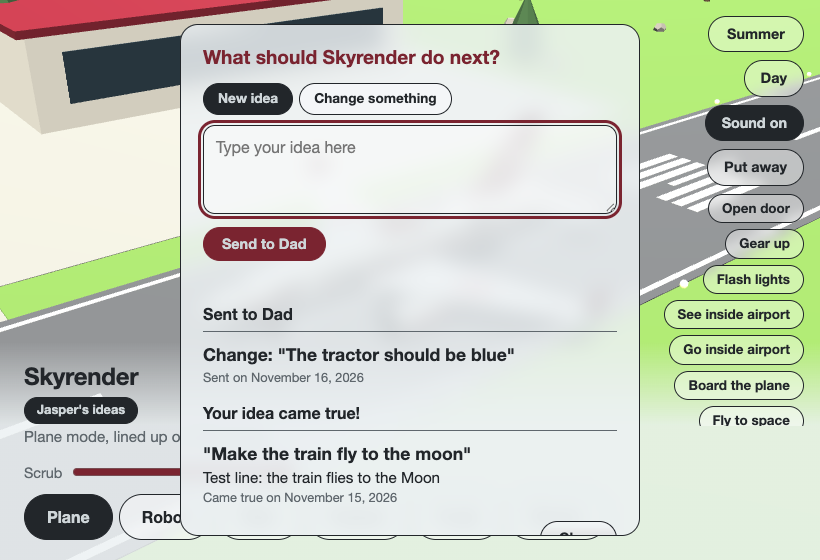 What should Skyrender do next?
New idea
Change something
Type your idea here
Send to Dad
Sent to Dad
Change: "The tractor should be blue"
Sent on November 16, 2026
Your idea came true!
"Make the train fly to the moon"
Test line: the train flies to the Moon
Came true on November 15, 2026
Skyrender
Jasper's ideas
Plane mode, lined up o
Scrub
Plane
Robo
Summer
Day
Sound on
Put away
Open door
Gear up
Flash lights
See inside airport
Go inside airport
Board the plane
Fly to space